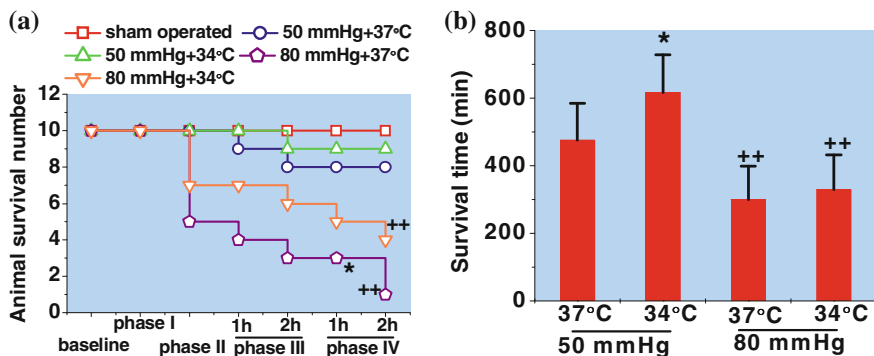 (a)
sham operated
50 mmHg+37°C
50 mmHg+34°C
80 mmHg+37°C
80 mmHg+34°C
Animal survival number
12
10
8
6
4
2
0
++
*
++
baseline
phase I
phase II
1h
2h
phase III
1h
2h
phase IV
(b)
Survival time (min)
800
600
400
200
0
*
++
++
37°C
34°C
37°C
34°C
50 mmHg
80 mmHg